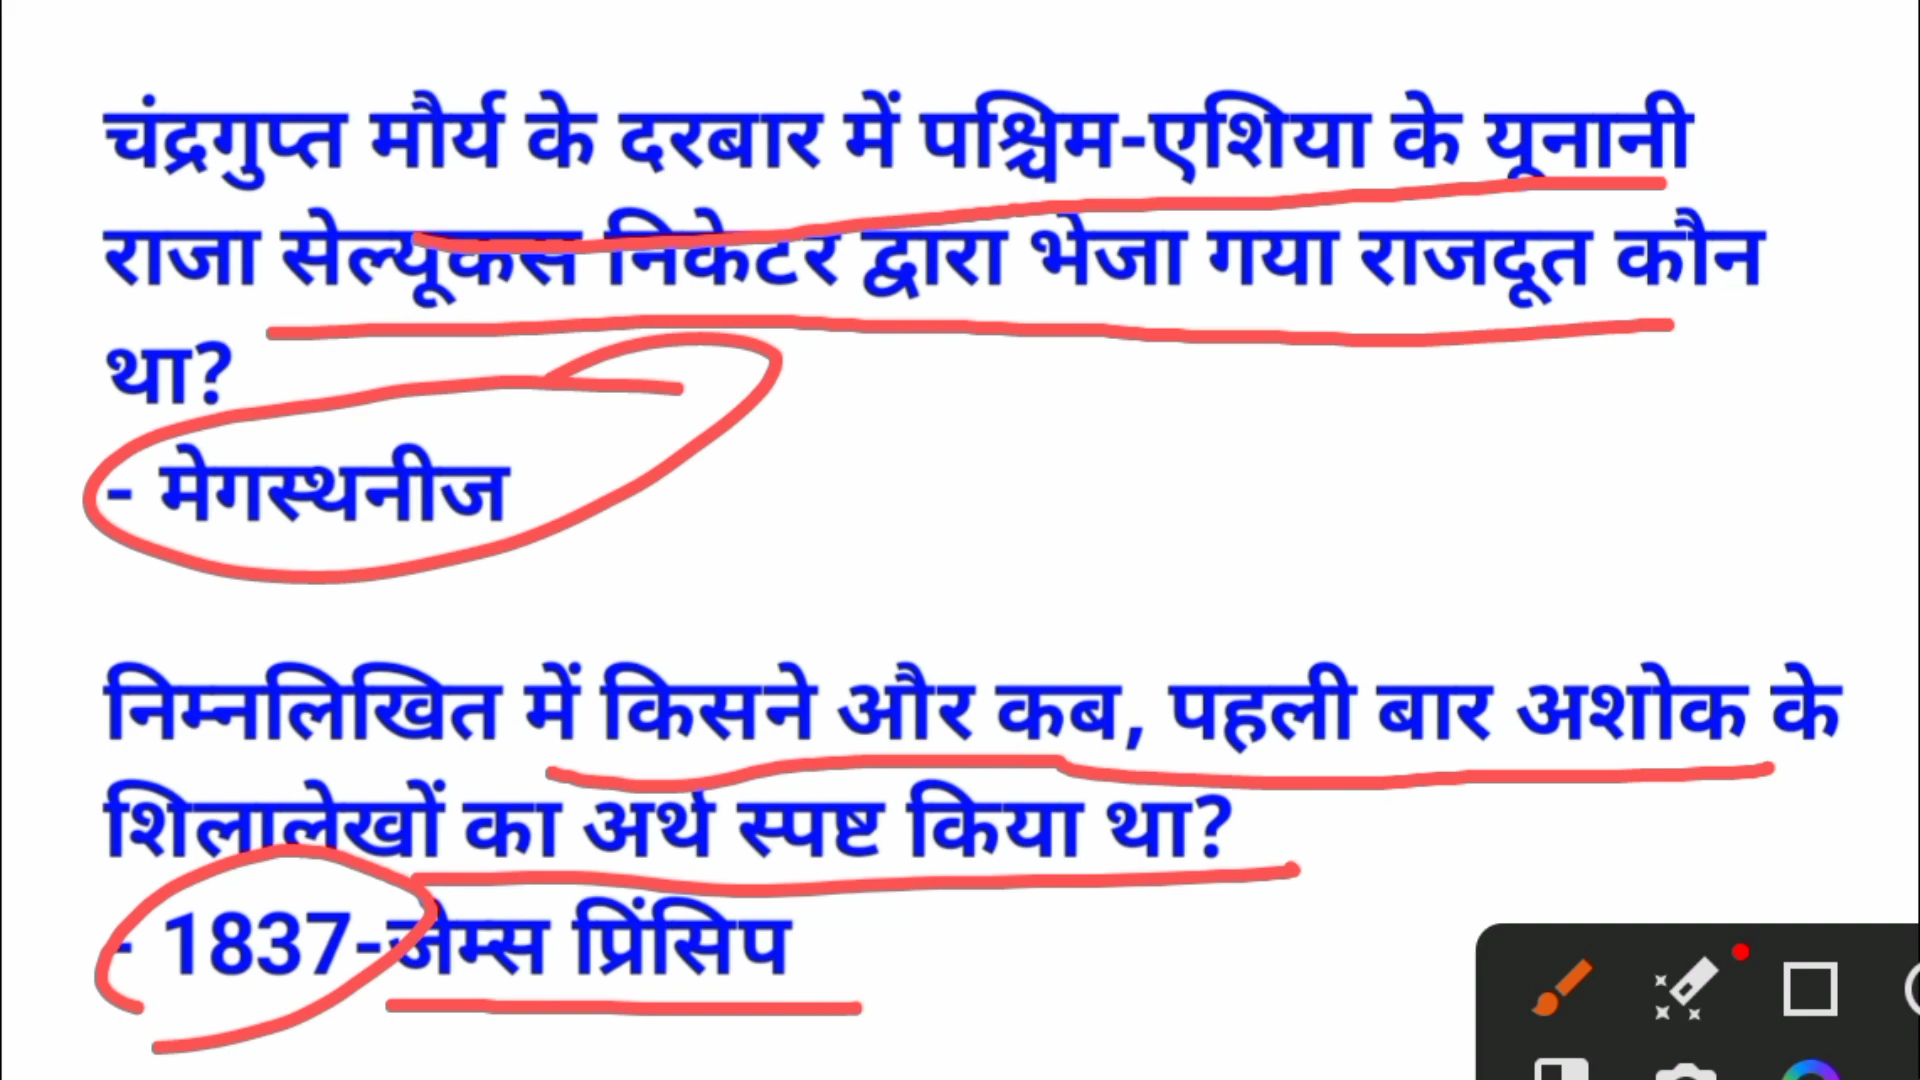 चंद्रगुप्त मौर्य के दरबार में पश्चिम-एशिया के यूनानी
राजा सेल्यूकस निकेटर द्वारा भेजा गया राजदूत कौन
था?
- मेगस्थनीज
निम्नलिखित में किसने और कब, पहली बार अशोक के
शिलालेखों का अर्थ स्पष्ट किया था?
- 1837-जेम्स प्रिंसिप